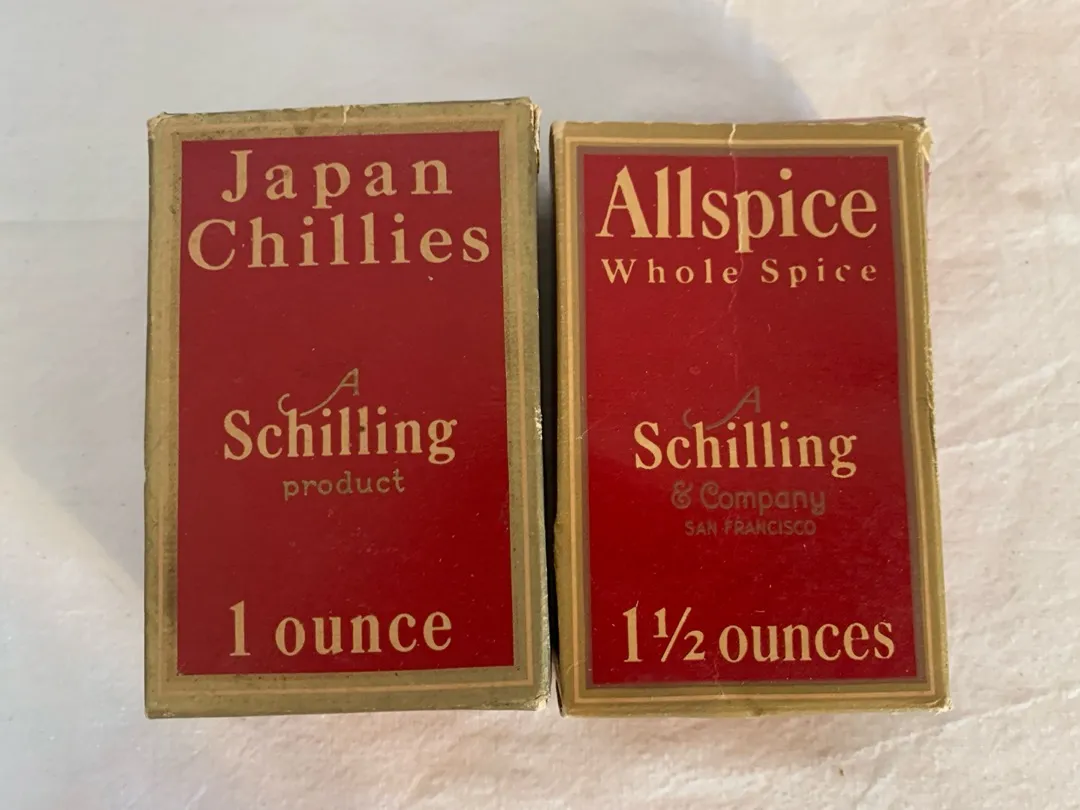 Japan
Chillies
A
Schilling
product
1 ounce
Allspice
Whole Spice
A
Schilling
& Company
SAN FRANCISCO
1½ ounces